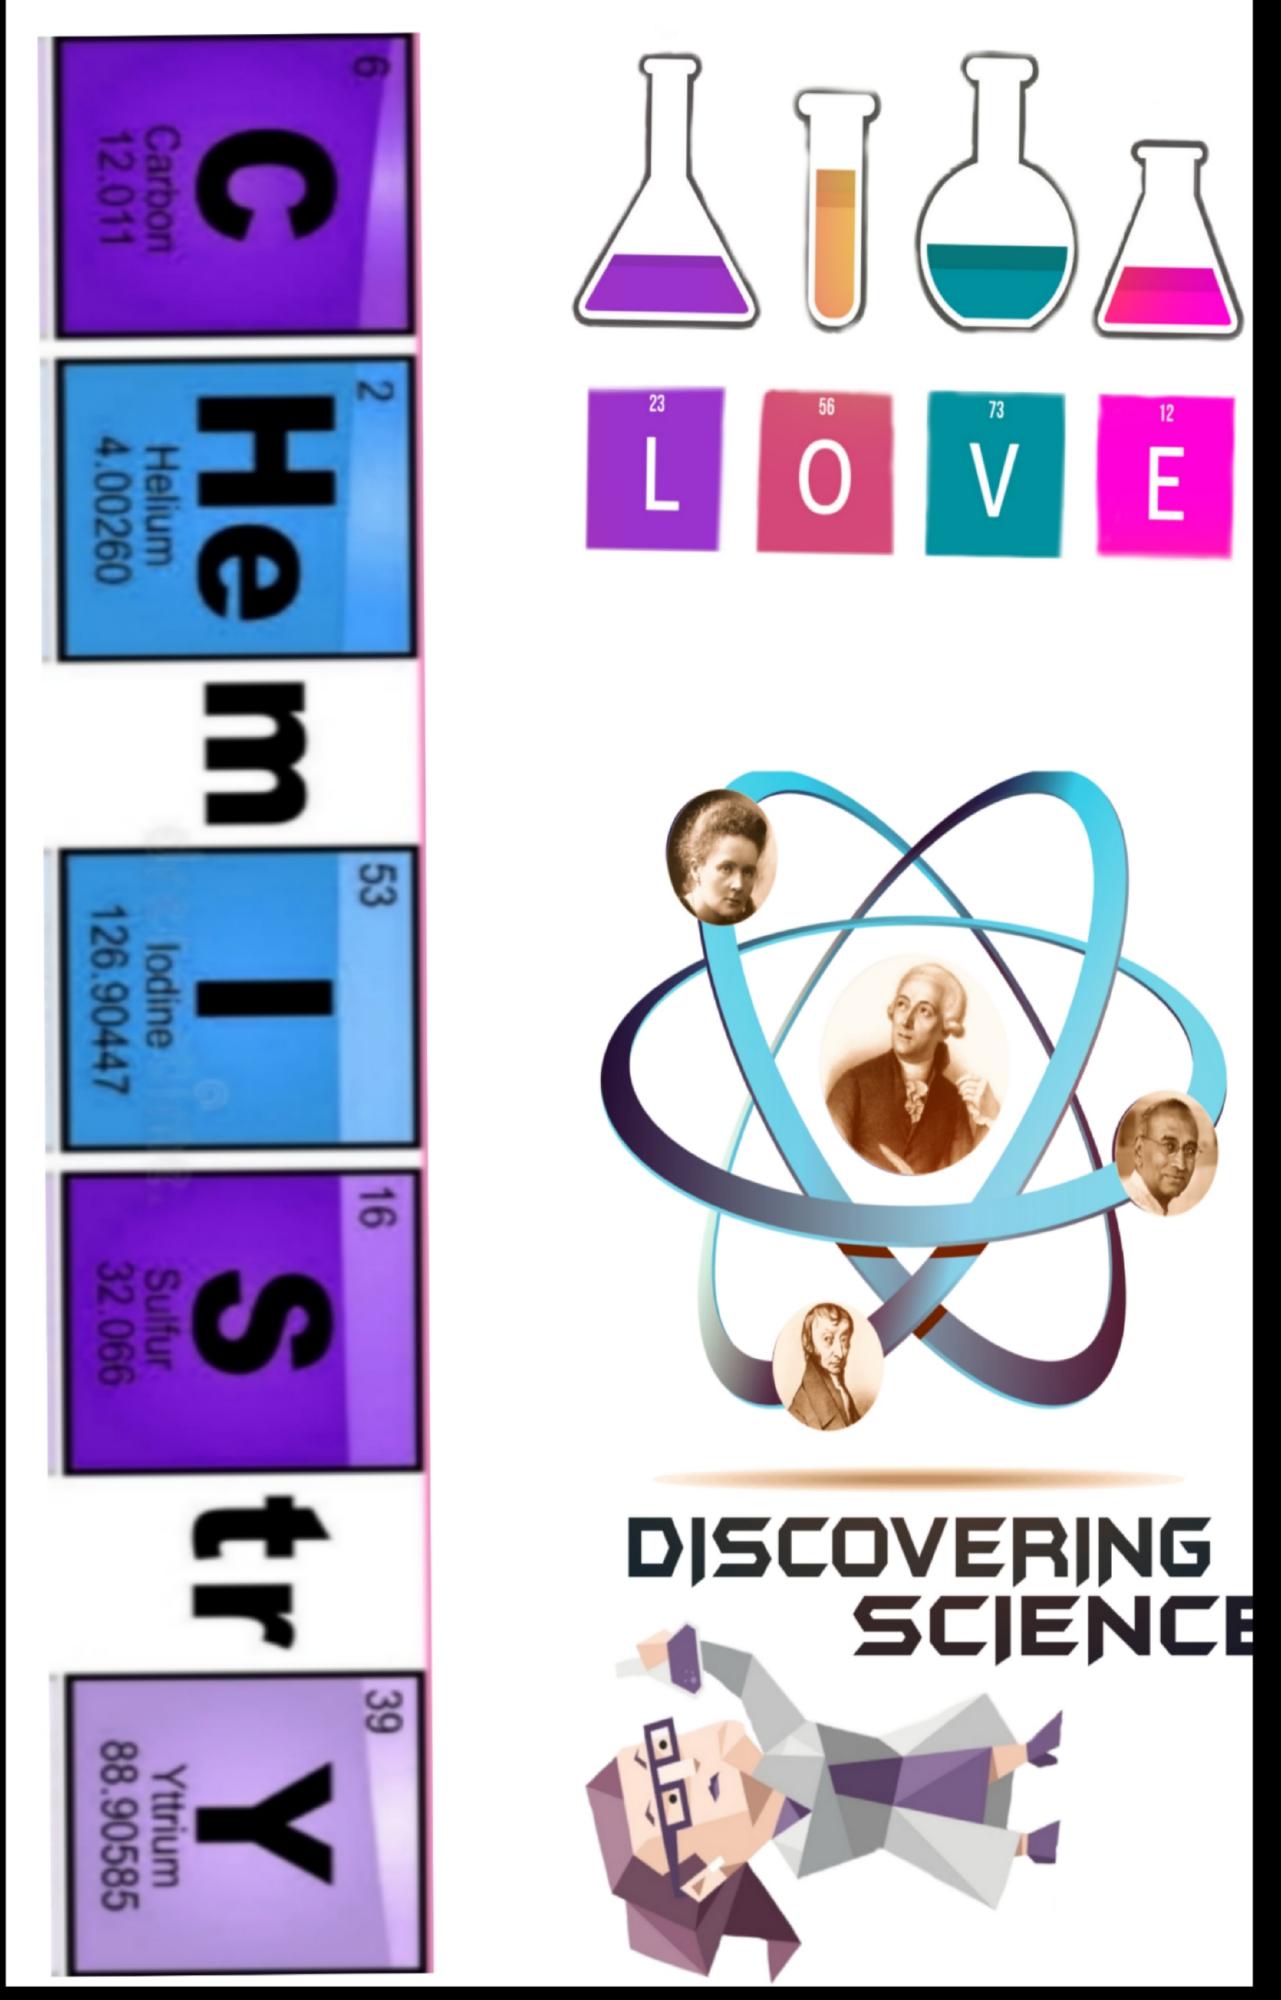 6
C
Carbon
12.011
2
He
Helium
4.00260
m
53
I
Iodine
126.90447
16
S
Sulfur
32.066
tr
39
Y
Yttrium
88.90585
23 56 73 12
L O V E
DISCOVERING
SCIENCE